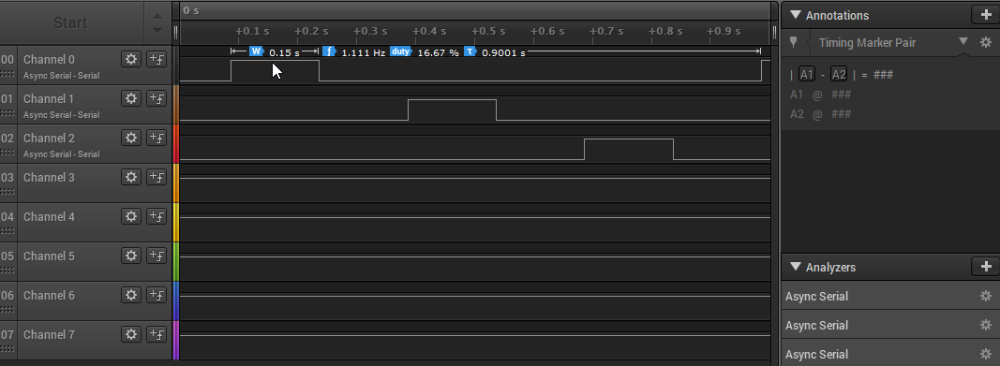 Start
0 s
+0.1 s +0.2 s +0.3 s +0.4 s +0.5 s +0.6 s +0.7 s +0.8 s +0.9 s
W 0.15 s f 1.111 Hz duty 16.67 % τ 0.9001 s
00 Channel 0
Async Serial - Serial
01 Channel 1
Async Serial - Serial
02 Channel 2
Async Serial - Serial
03 Channel 3
04 Channel 4
05 Channel 5
06 Channel 6
07 Channel 7
Annotations
Timing Marker Pair
| A1 - A2 | = ###
A1 @ ###
A2 @ ###
Analyzers
Async Serial
Async Serial
Async Serial